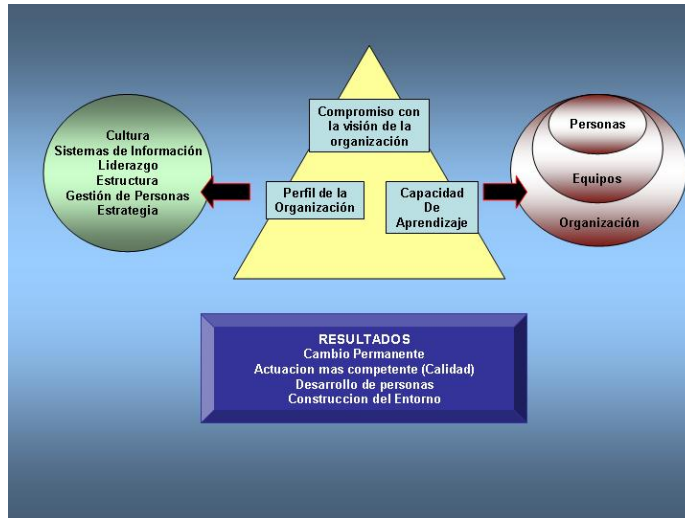 Compromiso con
la visión de la
organización
Cultura
Sistemas de Información
Liderazgo
Estructura
Gestión de Personas
Estrategia
Perfil de la
Organización
Capacidad
De
Aprendizaje
Personas
Equipos
Organización
RESULTADOS
Cambio Permanente
Actuacion mas competente (Calidad)
Desarrollo de personas
Construccion del Entorno